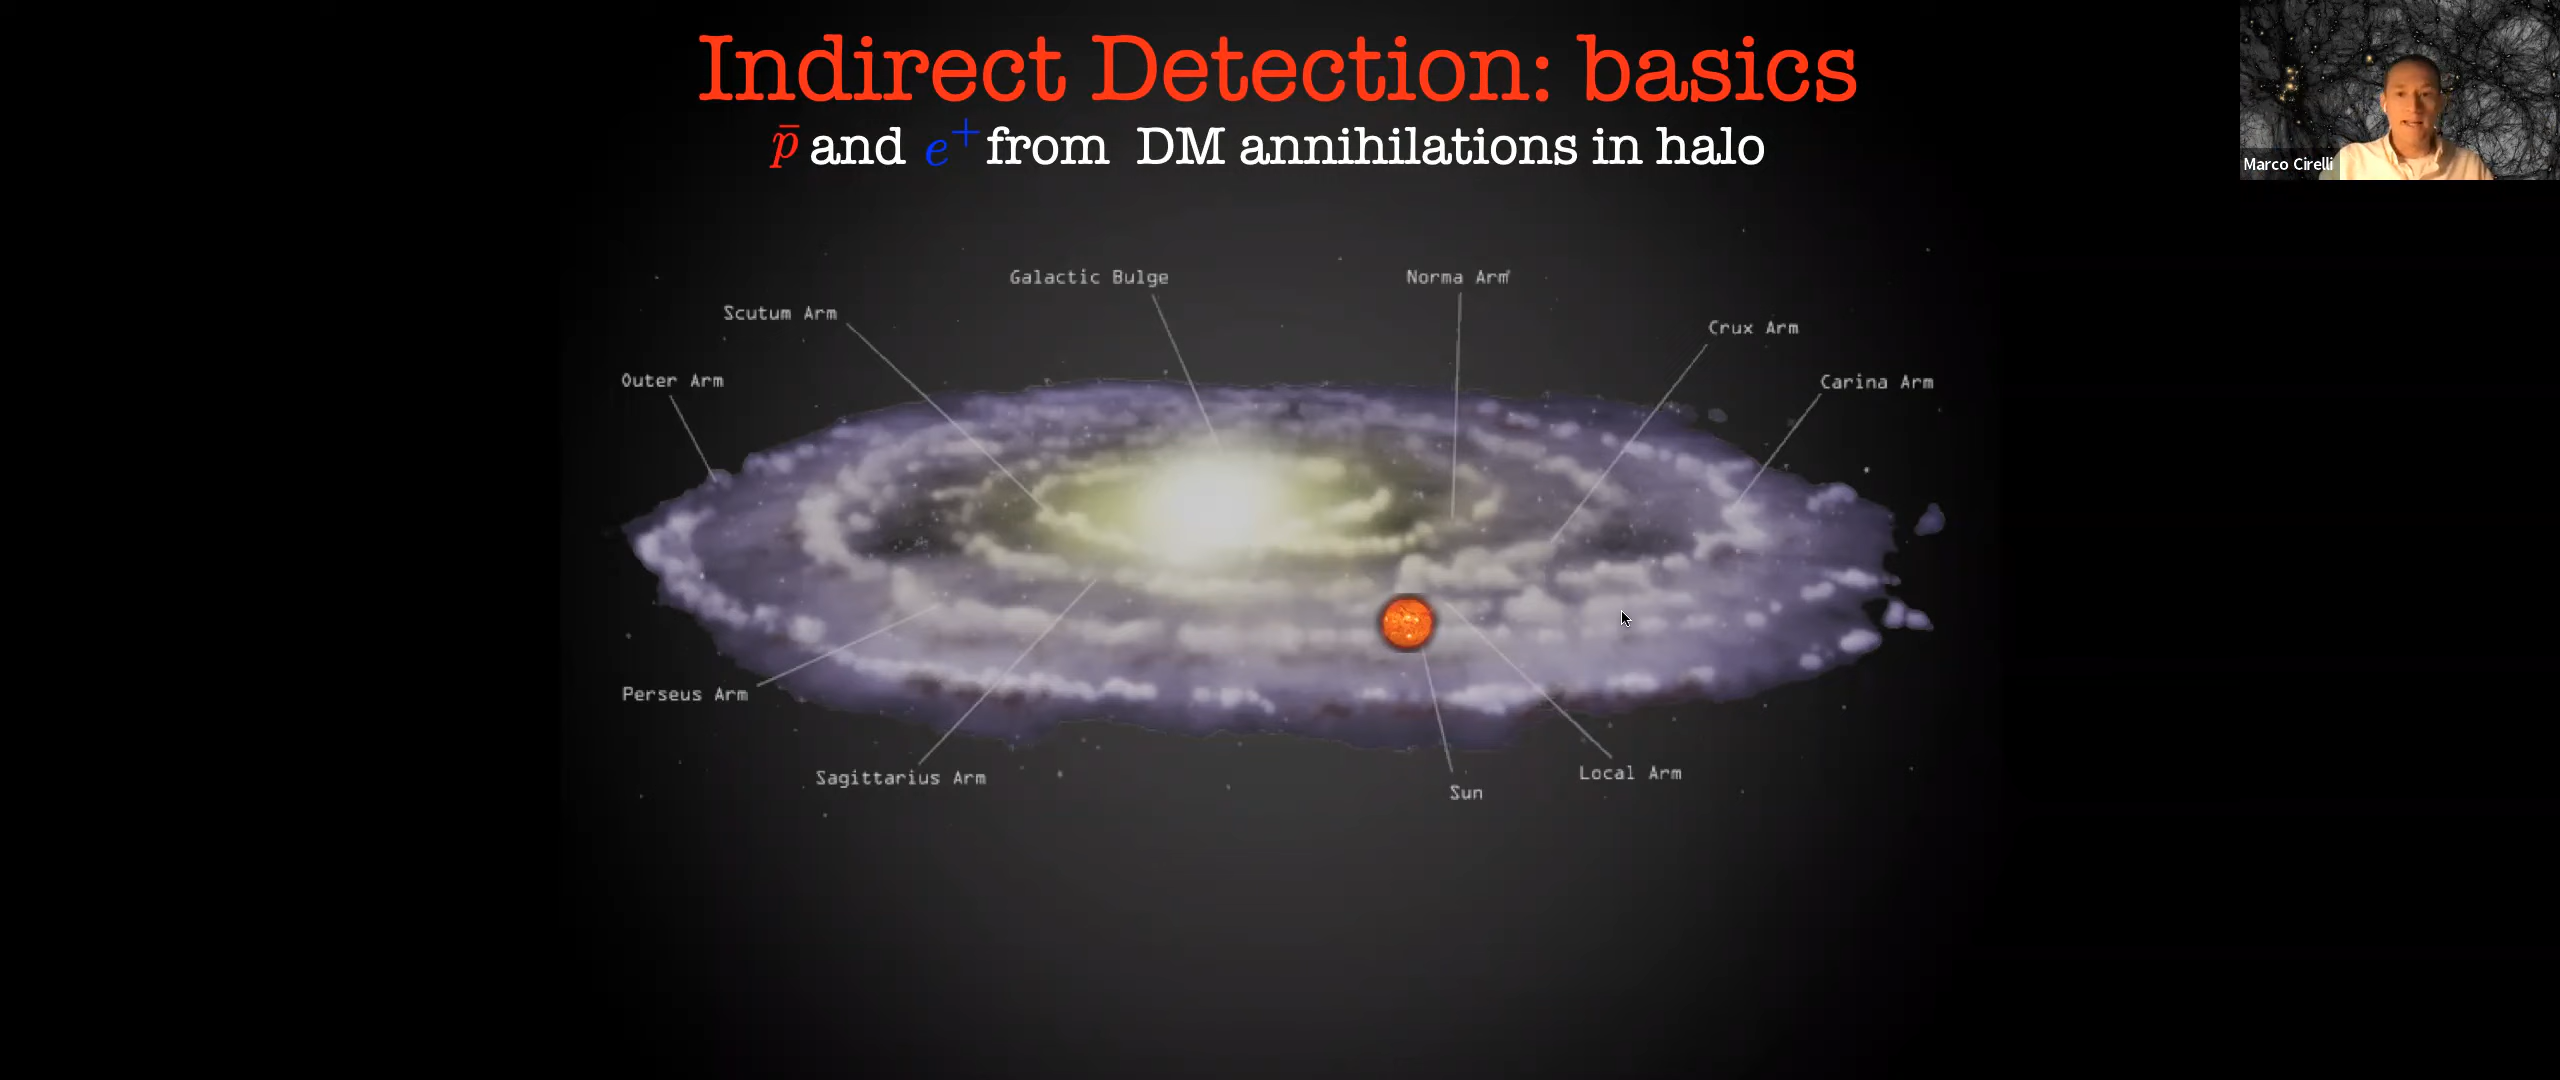 Indirect Detection: basics
p̄ and e⁺ from DM annihilations in halo
Marco Cirelli
Galactic Bulge
Norma Arm
Scutum Arm
Crux Arm
Outer Arm
Carina Arm
Perseus Arm
Sagittarius Arm
Local Arm
Sun